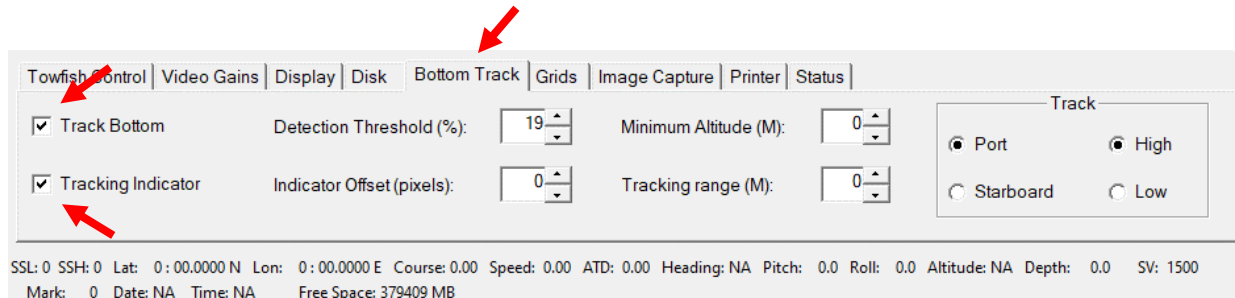 Towfish Control Video Gains Display Disk Bottom Track Grids Image Capture Printer Status
Track
Track Bottom Detection Threshold (%): 19 Minimum Altitude (M): 0 Port High
Tracking Indicator Indicator Offset (pixels): 0 Tracking range (M): 0 Starboard Low
SSL: 0 SSH: 0 Lat: 0 : 00.0000 N Lon: 0 : 00.0000 E Course: 0.00 Speed: 0.00 ATD: 0.00 Heading: NA Pitch: 0.0 Roll: 0.0 Altitude: NA Depth: 0.0 SV: 1500
Mark: 0 Date: NA Time: NA Free Space: 379409 MB